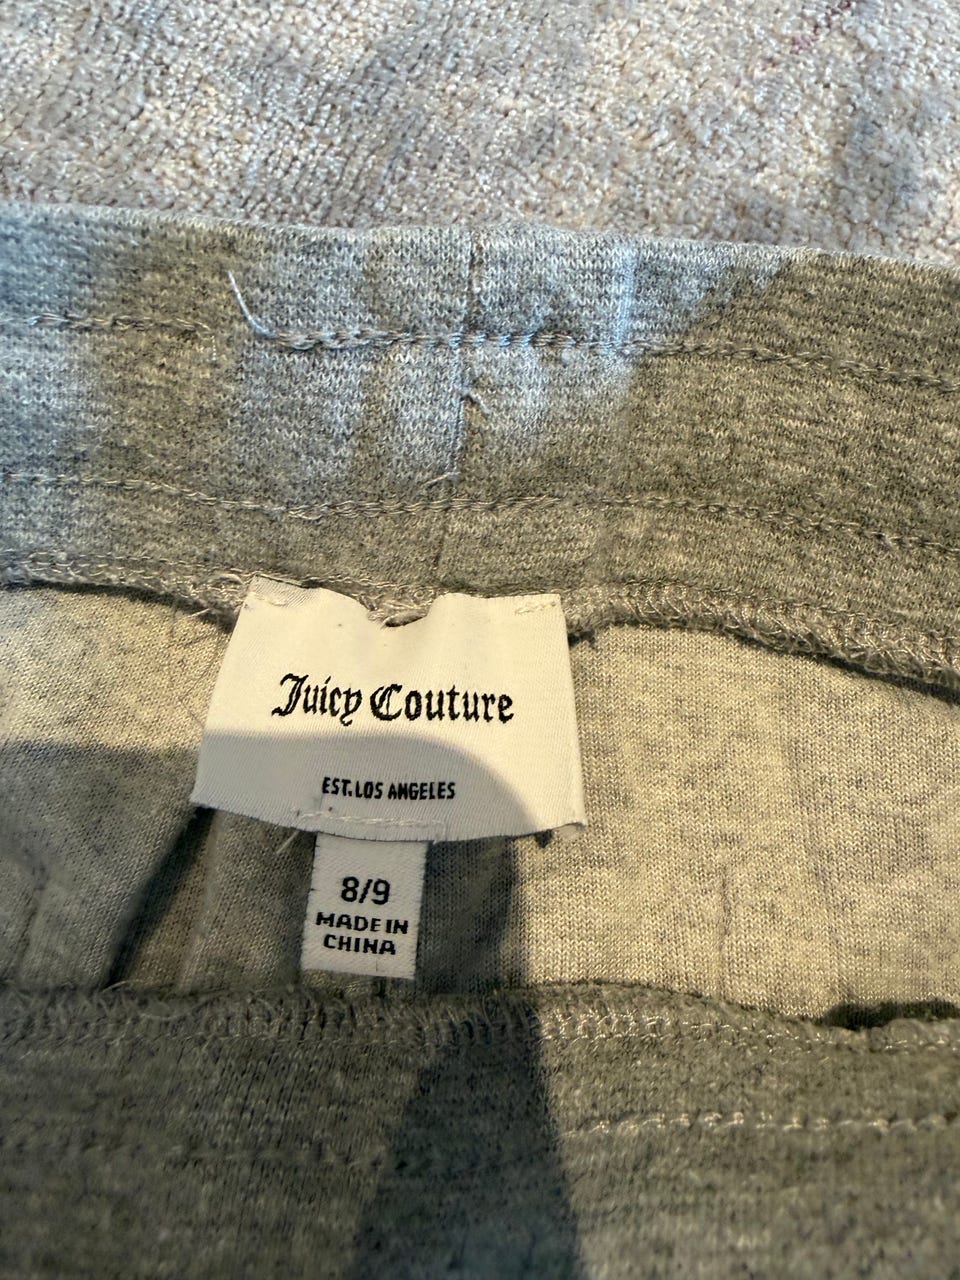 Juicy Couture
EST. LOS ANGELES
8/9
MADE IN
CHINA